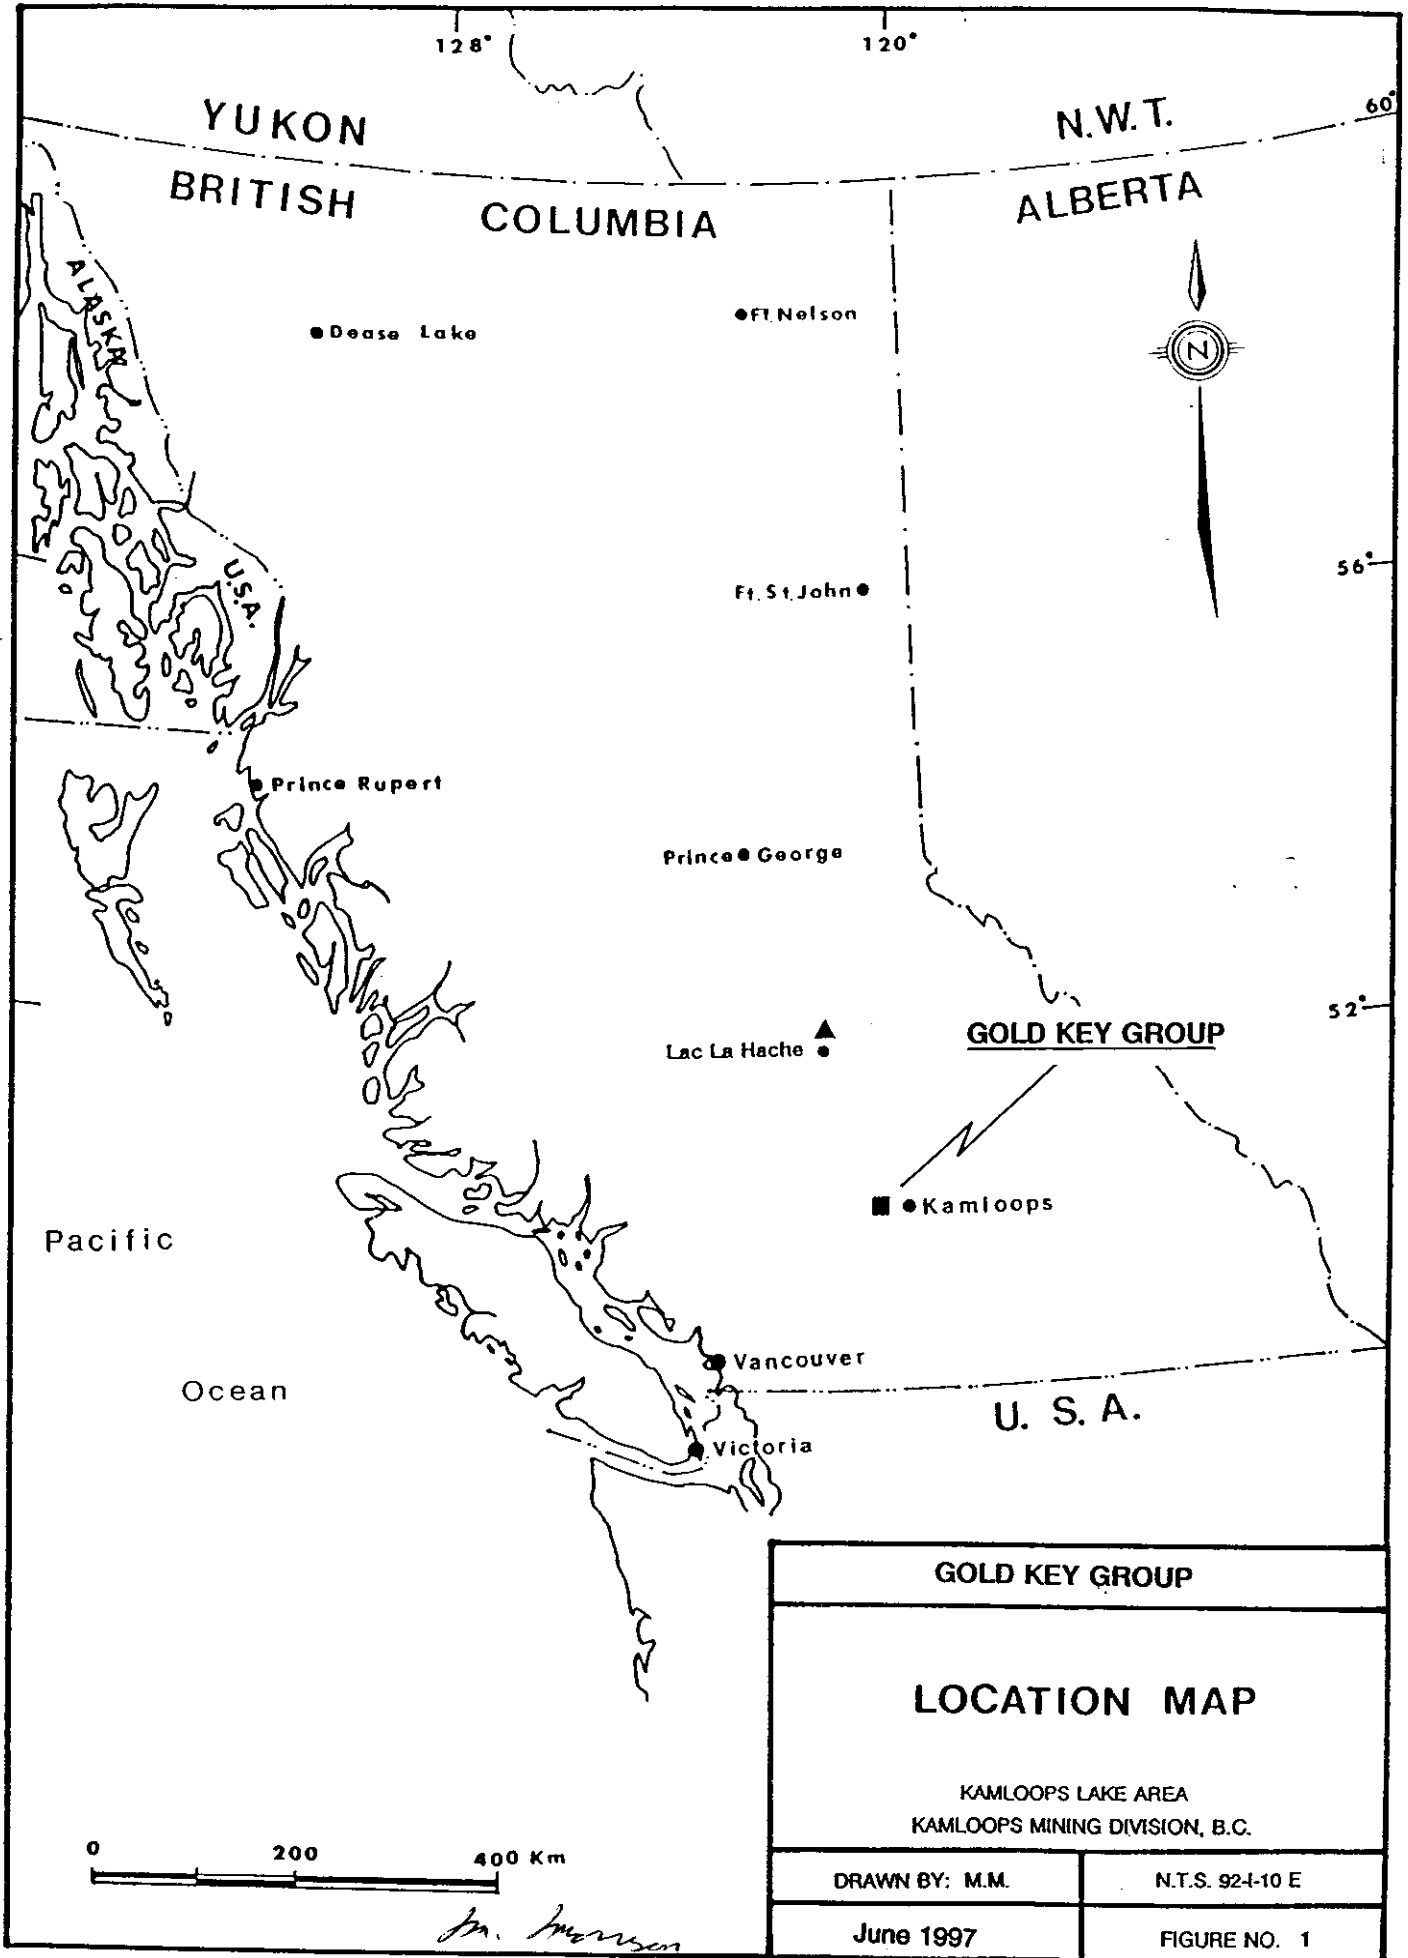 128° 120°
60°
YUKON N.W.T.
BRITISH COLUMBIA ALBERTA
ALASKA
Dease Lake
Ft. Nelson
N
56°
U.S.A.
Ft. St. John
Prince Rupert
Prince George
52°
Lac La Hache
GOLD KEY GROUP
Kamloops
Pacific
Ocean
Vancouver
U. S. A.
Victoria
GOLD KEY GROUP
LOCATION MAP
KAMLOOPS LAKE AREA
KAMLOOPS MINING DIVISION, B.C.
0 200 400 Km
DRAWN BY: M.M. N.T.S. 92-I-10 E
June 1997 FIGURE NO. 1